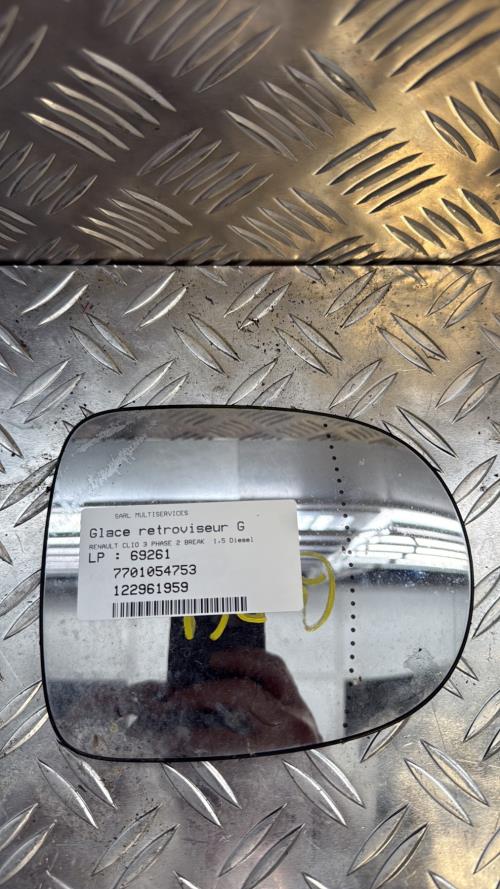 SARL MULTISERVICES
Glace retroviseur G
RENAULT CLIO 3 PHASE 2 BREAK 1.5 Diesel
LP : 69261
7701054753
122961959